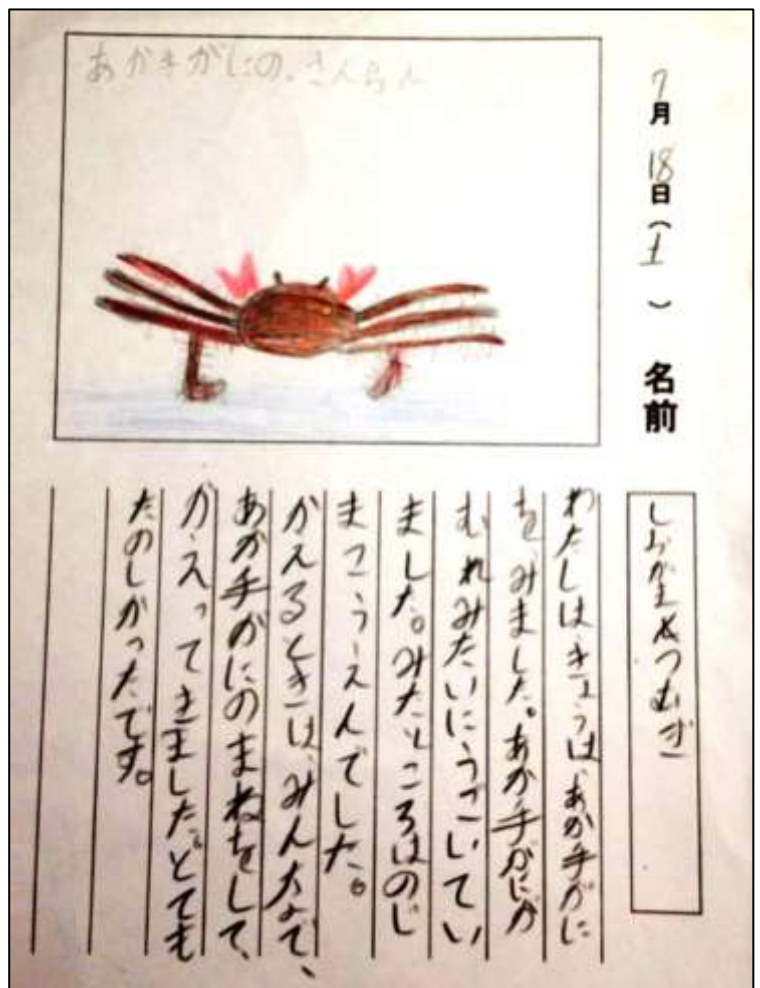 7月18日(土) 名前
しおがまめつむぎ
あか手がにの、さんらん
わたしは、きょうは、あか手がに
を、みました。あか手がにが
むれみたいにうごいてい
ました。みたところはのじ
まこうえんでした。
かえるときは、みんなで、
あか手がにのまねをして、
かえってきました。とても
たのしかったです。